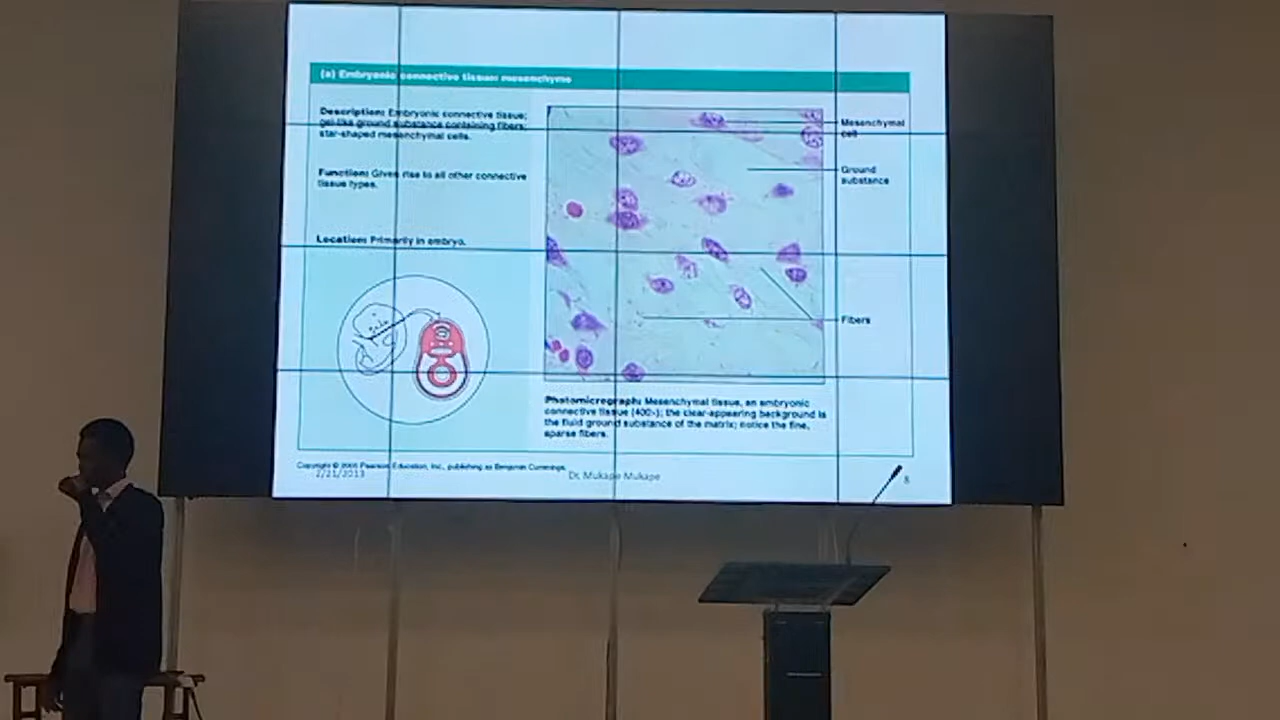 (a) Embryonic connective tissue: mesenchyme
Description: Embryonic connective tissue;
gel-like ground substance containing fibers;
star-shaped mesenchymal cells.
Function: Gives rise to all other connective
tissue types.
Location: Primarily in embryo.
Mesenchymal
cell
Ground
substance
Fibers
Photomicrograph: Mesenchymal tissue, an embryonic
connective tissue (400×); the clear-appearing background is
the fluid ground substance of the matrix; notice the fine,
sparse fibers.
Copyright © 2006 Pearson Education, Inc., publishing as Benjamin Cummings.
2/21/2013
Dr. Mukape Mukape
8